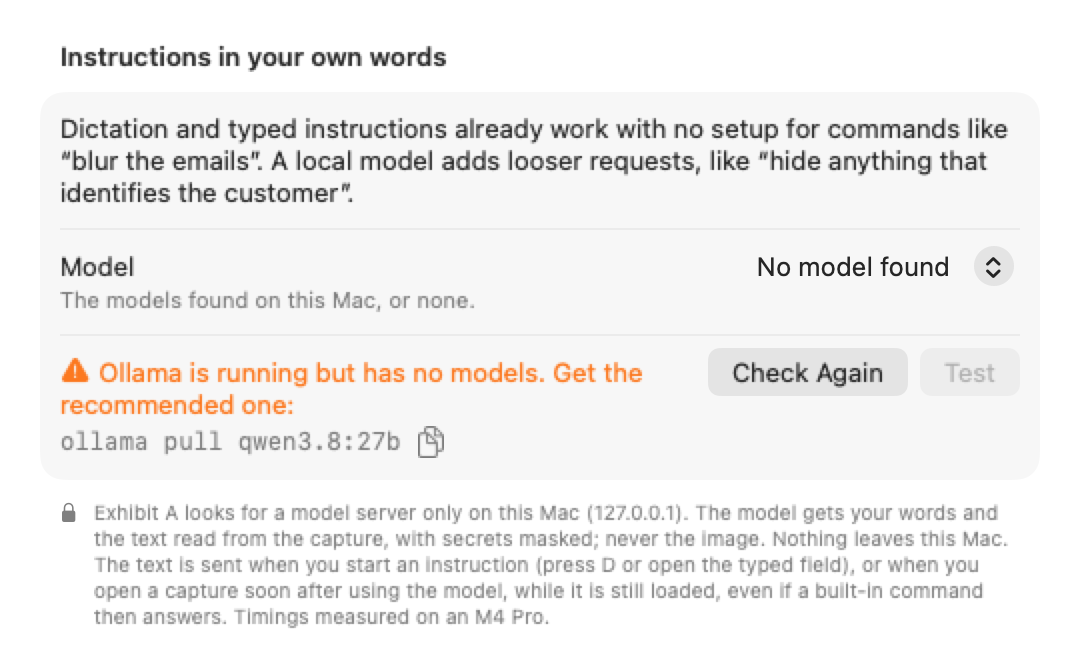 Instructions in your own words
Dictation and typed instructions already work with no setup for commands like
“blur the emails”. A local model adds looser requests, like “hide anything that
identifies the customer”.
Model
No model found
The models found on this Mac, or none.
Ollama is running but has no models. Get the
recommended one:
Check Again
Test
ollama pull qwen3.8:27b
Exhibit A looks for a model server only on this Mac (127.0.0.1). The model gets your words and
the text read from the capture, with secrets masked; never the image. Nothing leaves this Mac.
The text is sent when you start an instruction (press D or open the typed field), or when you
open a capture soon after using the model, while it is still loaded, even if a built-in command
then answers. Timings measured on an M4 Pro.